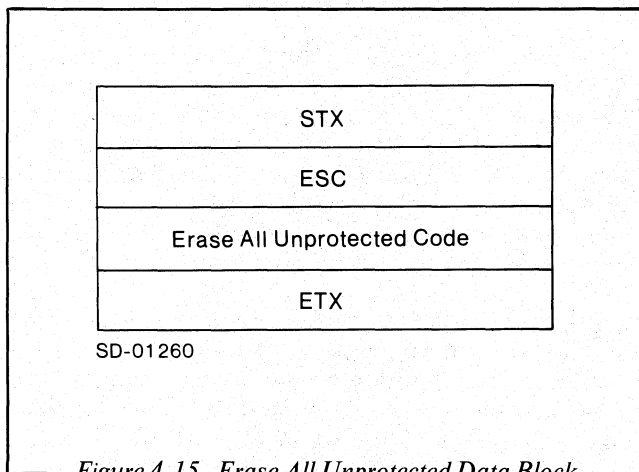 STX
ESC
Erase All Unprotected Code
ETX
SD-01260
Figure 4-15. Erase All Unprotected Data Block